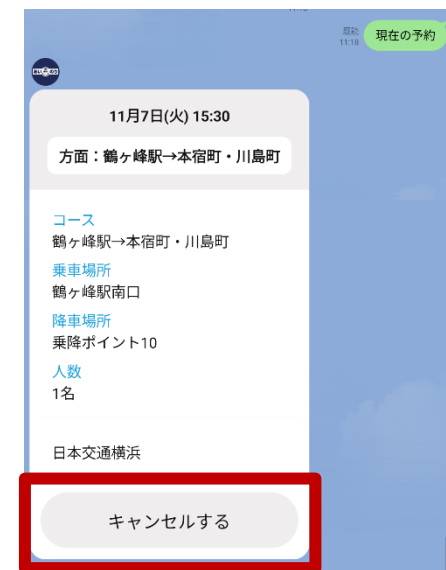 現在の予約
既読
11:18
11月7日(火) 15:30
方面：鶴ヶ峰駅→本宿町・川島町
コース
鶴ヶ峰駅→本宿町・川島町
乗車場所
鶴ヶ峰駅南口
降車場所
乗降ポイント10
人数
1名
日本交通横浜
キャンセルする